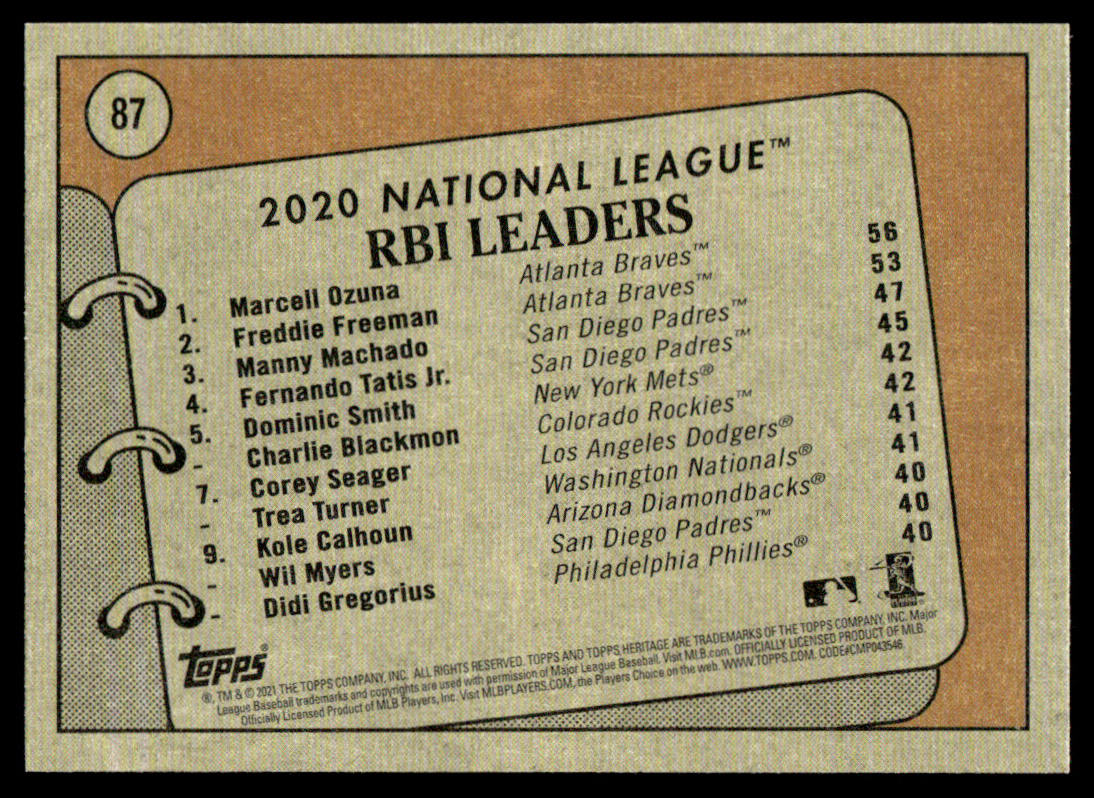 87
2020 NATIONAL LEAGUE™
RBI LEADERS
1. Marcell Ozuna Atlanta Braves™ 56
2. Freddie Freeman Atlanta Braves™ 53
3. Manny Machado San Diego Padres™ 47
4. Fernando Tatis Jr. San Diego Padres™ 45
5. Dominic Smith New York Mets® 42
- Charlie Blackmon Colorado Rockies™ 42
7. Corey Seager Los Angeles Dodgers® 41
- Trea Turner Washington Nationals® 41
9. Kole Calhoun Arizona Diamondbacks® 40
- Wil Myers San Diego Padres™ 40
- Didi Gregorius Philadelphia Phillies® 40
topps®
®, TM & © 2021 THE TOPPS COMPANY, INC. ALL RIGHTS RESERVED. TOPPS AND TOPPS HERITAGE ARE TRADEMARKS OF THE TOPPS COMPANY, INC. Major
League Baseball trademarks and copyrights are used with permission of Major League Baseball. Visit MLB.com. OFFICIALLY LICENSED PRODUCT OF MLB
Officially Licensed Product of MLB Players, Inc. Visit MLBPLAYERS.COM, the Players Choice on the web. WWW.TOPPS.COM. CODE#CMP043546